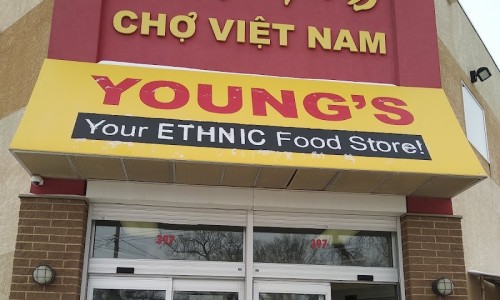 CHỢ VIỆT NAM
YOUNG'S
Your ETHNIC Food Store!
397 397